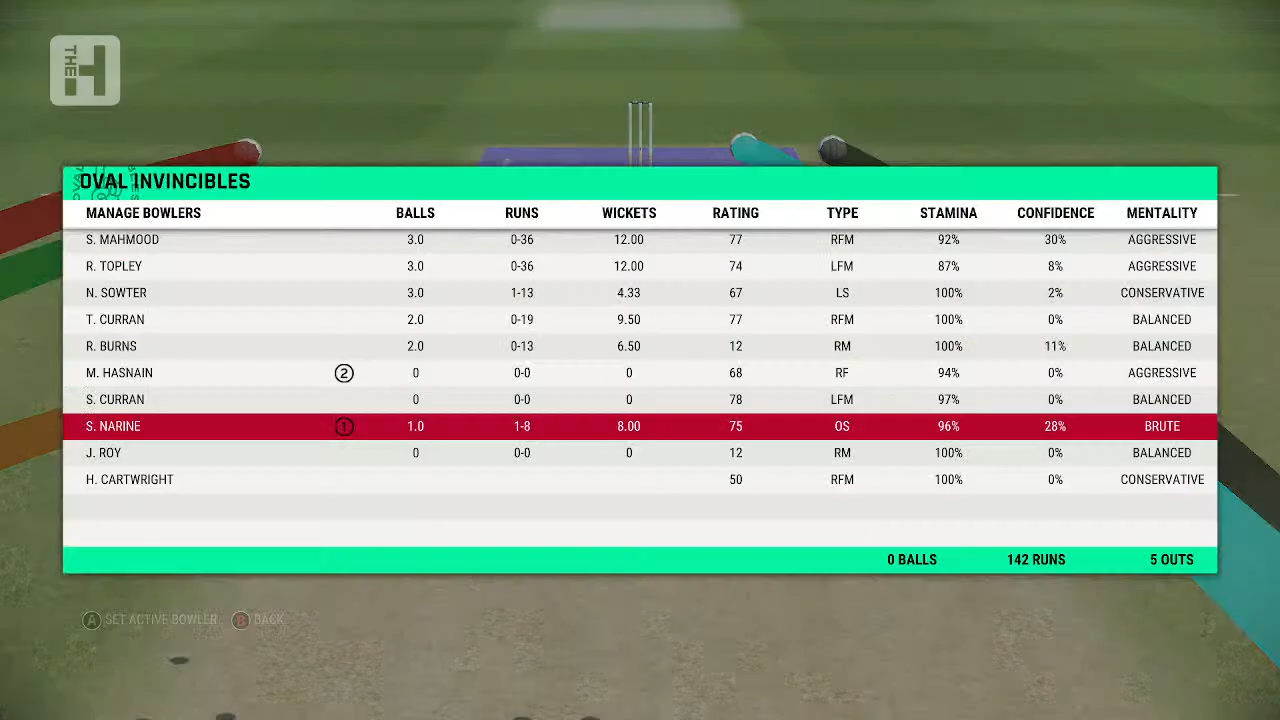 THE H
OVAL INVINCIBLES
MANAGE BOWLERS BALLS RUNS WICKETS RATING TYPE STAMINA CONFIDENCE MENTALITY
S. MAHMOOD 3.0 0-36 12.00 77 RFM 92% 30% AGGRESSIVE
R. TOPLEY 3.0 0-36 12.00 74 LFM 87% 8% AGGRESSIVE
N. SOWTER 3.0 1-13 4.33 67 LS 100% 2% CONSERVATIVE
T. CURRAN 2.0 0-19 9.50 77 RFM 100% 0% BALANCED
R. BURNS 2.0 0-13 6.50 12 RM 100% 11% BALANCED
M. HASNAIN 2 0 0-0 0 68 RF 94% 0% AGGRESSIVE
S. CURRAN 0 0-0 0 78 LFM 97% 0% BALANCED
S. NARINE 1 1.0 1-8 8.00 75 OS 96% 28% BRUTE
J. ROY 0 0-0 0 12 RM 100% 0% BALANCED
H. CARTWRIGHT 50 RFM 100% 0% CONSERVATIVE
0 BALLS 142 RUNS 5 OUTS
A SET ACTIVE BOWLER B BACK